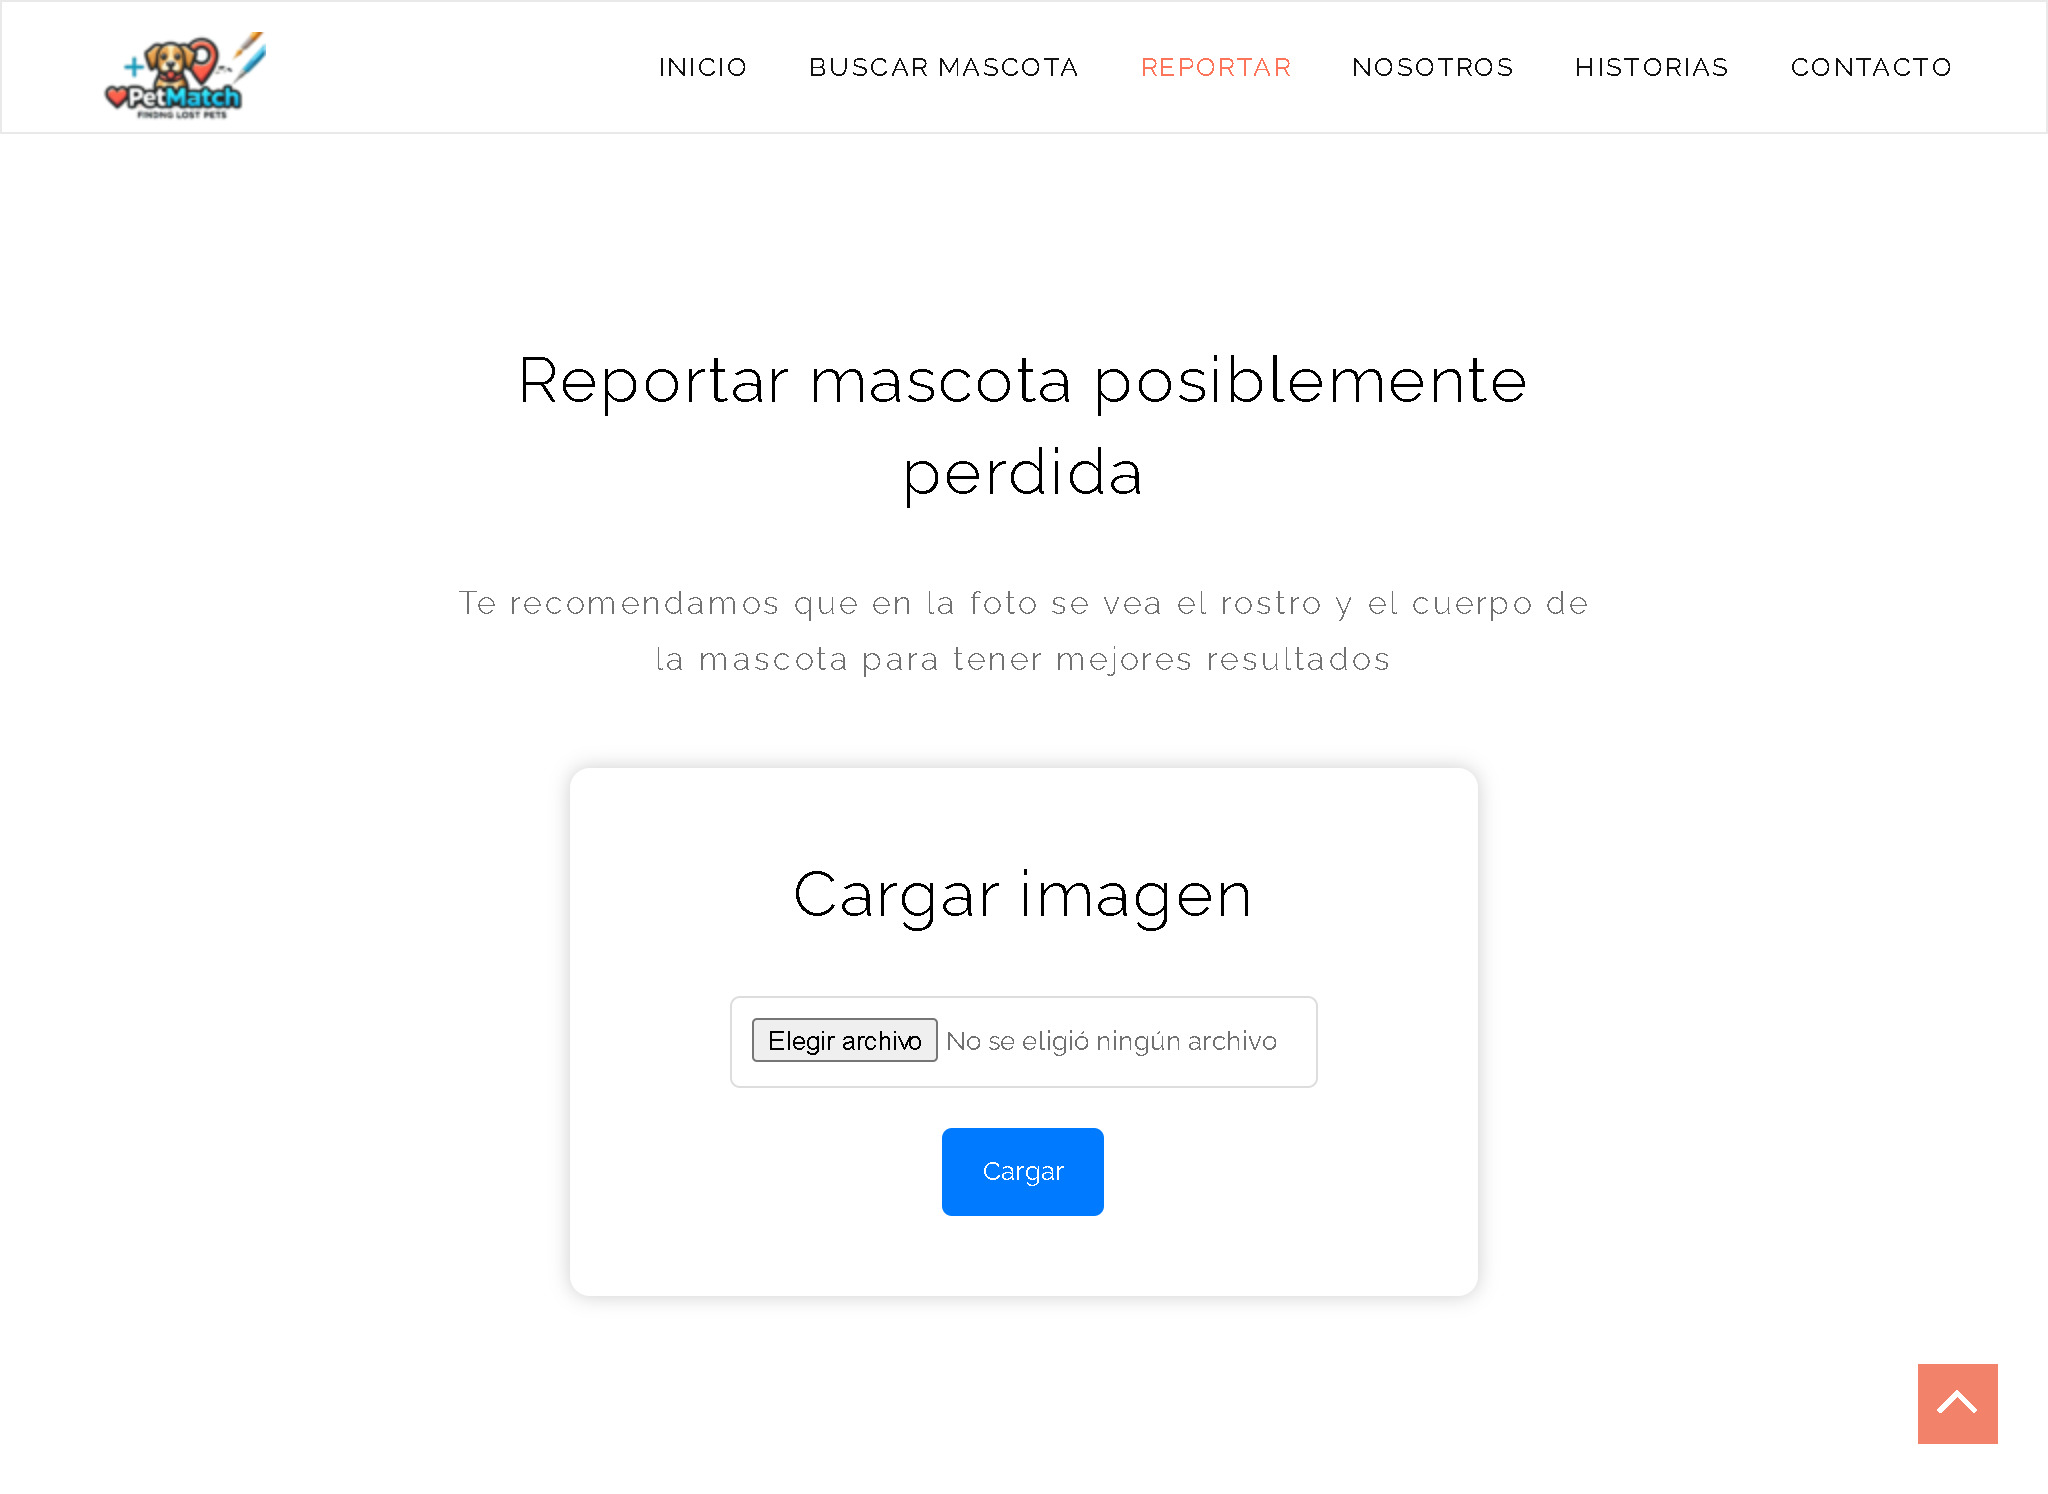 PetMatch
FINDNG LOST PETS
INICIO BUSCAR MASCOTA REPORTAR NOSOTROS HISTORIAS CONTACTO
Reportar mascota posiblemente
perdida
Te recomendamos que en la foto se vea el rostro y el cuerpo de
la mascota para tener mejores resultados
Cargar imagen
Elegir archivo No se eligió ningún archivo
Cargar